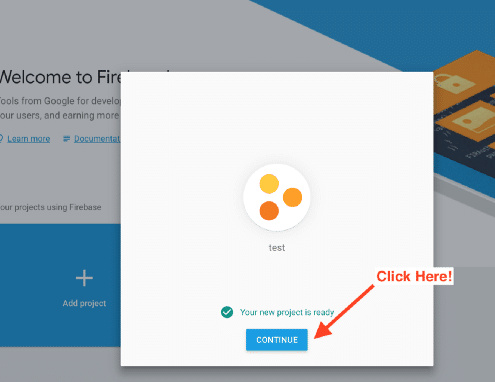 Welcome to Fire
Tools from Google for develop
our users, and earning more
Learn more
Documentat
our projects using Firebase
Add project
test
Click Here!
Your new project is ready
CONTINUE